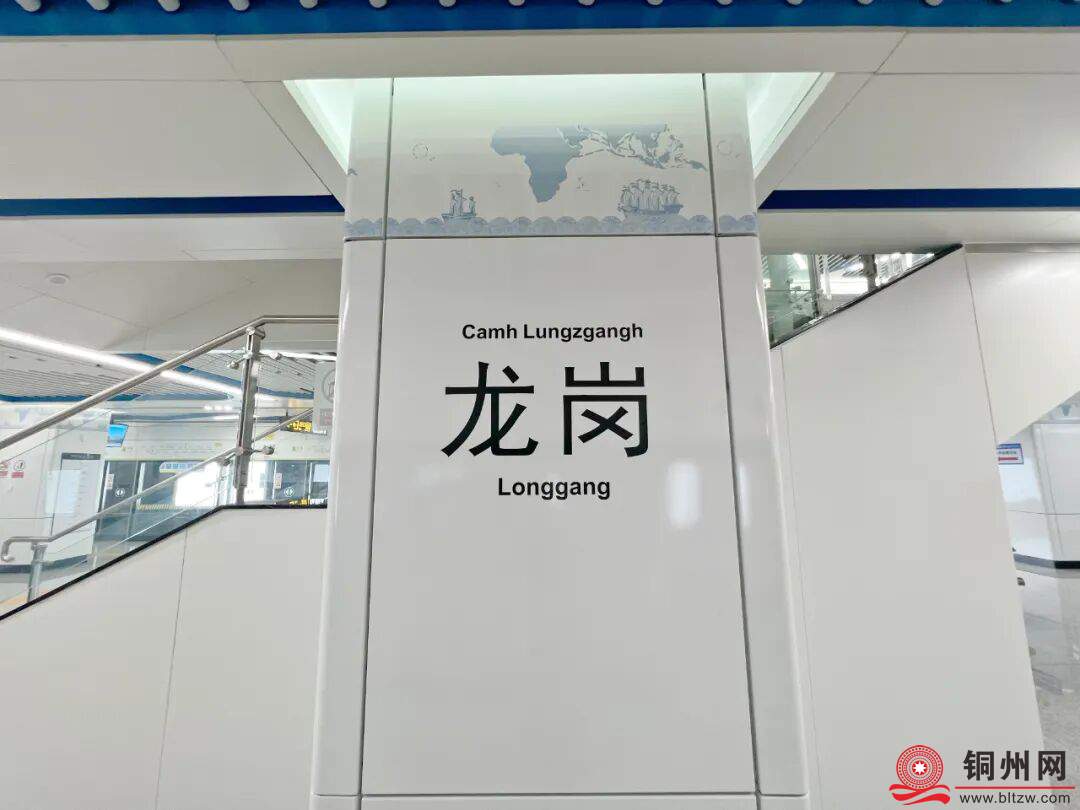 Camh Lungzgangh
龙岗
Longgang
铜州网
www.bltzw.com